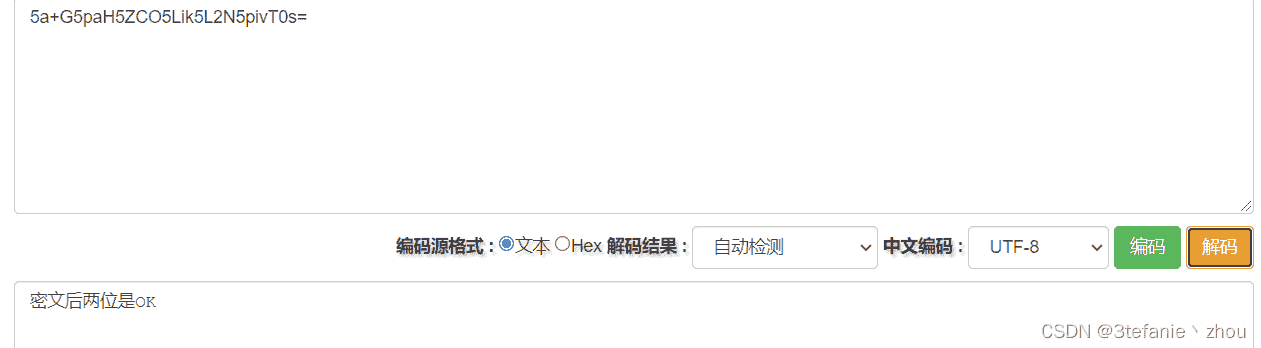 5a+G5paH5ZCO5Lik5L2N5pivT0s=
编码源格式：文本 Hex 解码结果： 自动检测 中文编码： UTF-8 编码 解码
密文后两位是OK
CSDN @3tefanie丶zhou